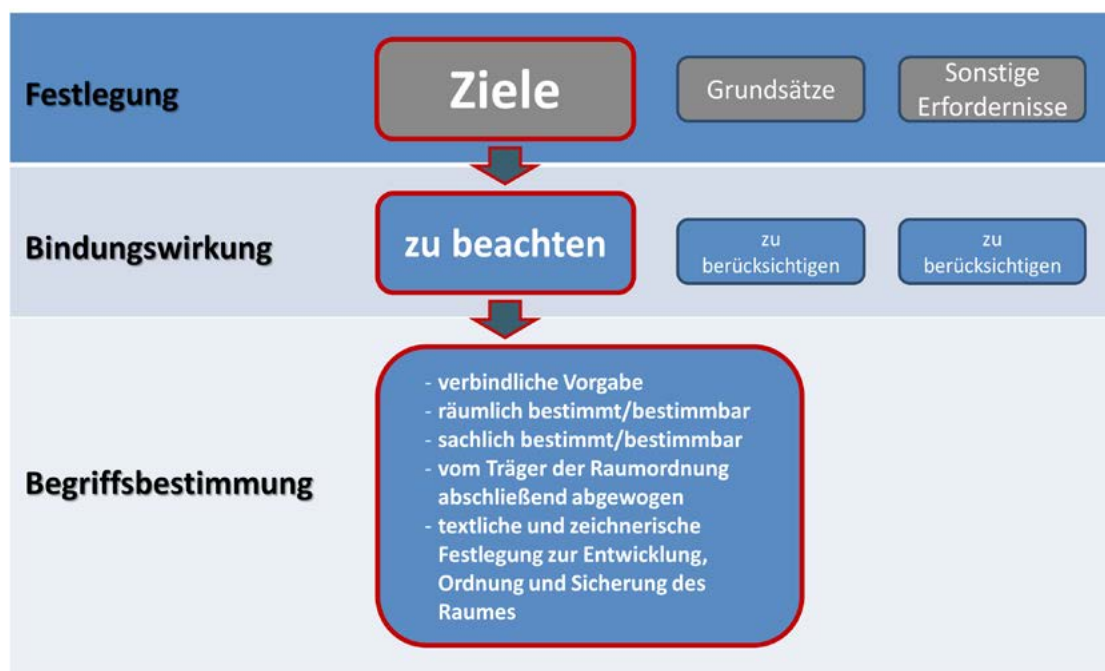 Festlegung
Ziele
Grundsätze
Sonstige
Erfordernisse
Bindungswirkung
zu beachten
zu
berücksichtigen
zu
berücksichtigen
Begriffsbestimmung
- verbindliche Vorgabe
- räumlich bestimmt/bestimmbar
- sachlich bestimmt/bestimmbar
- vom Träger der Raumordnung
abschließend abgewogen
- textliche und zeichnerische
Festlegung zur Entwicklung,
Ordnung und Sicherung des
Raumes